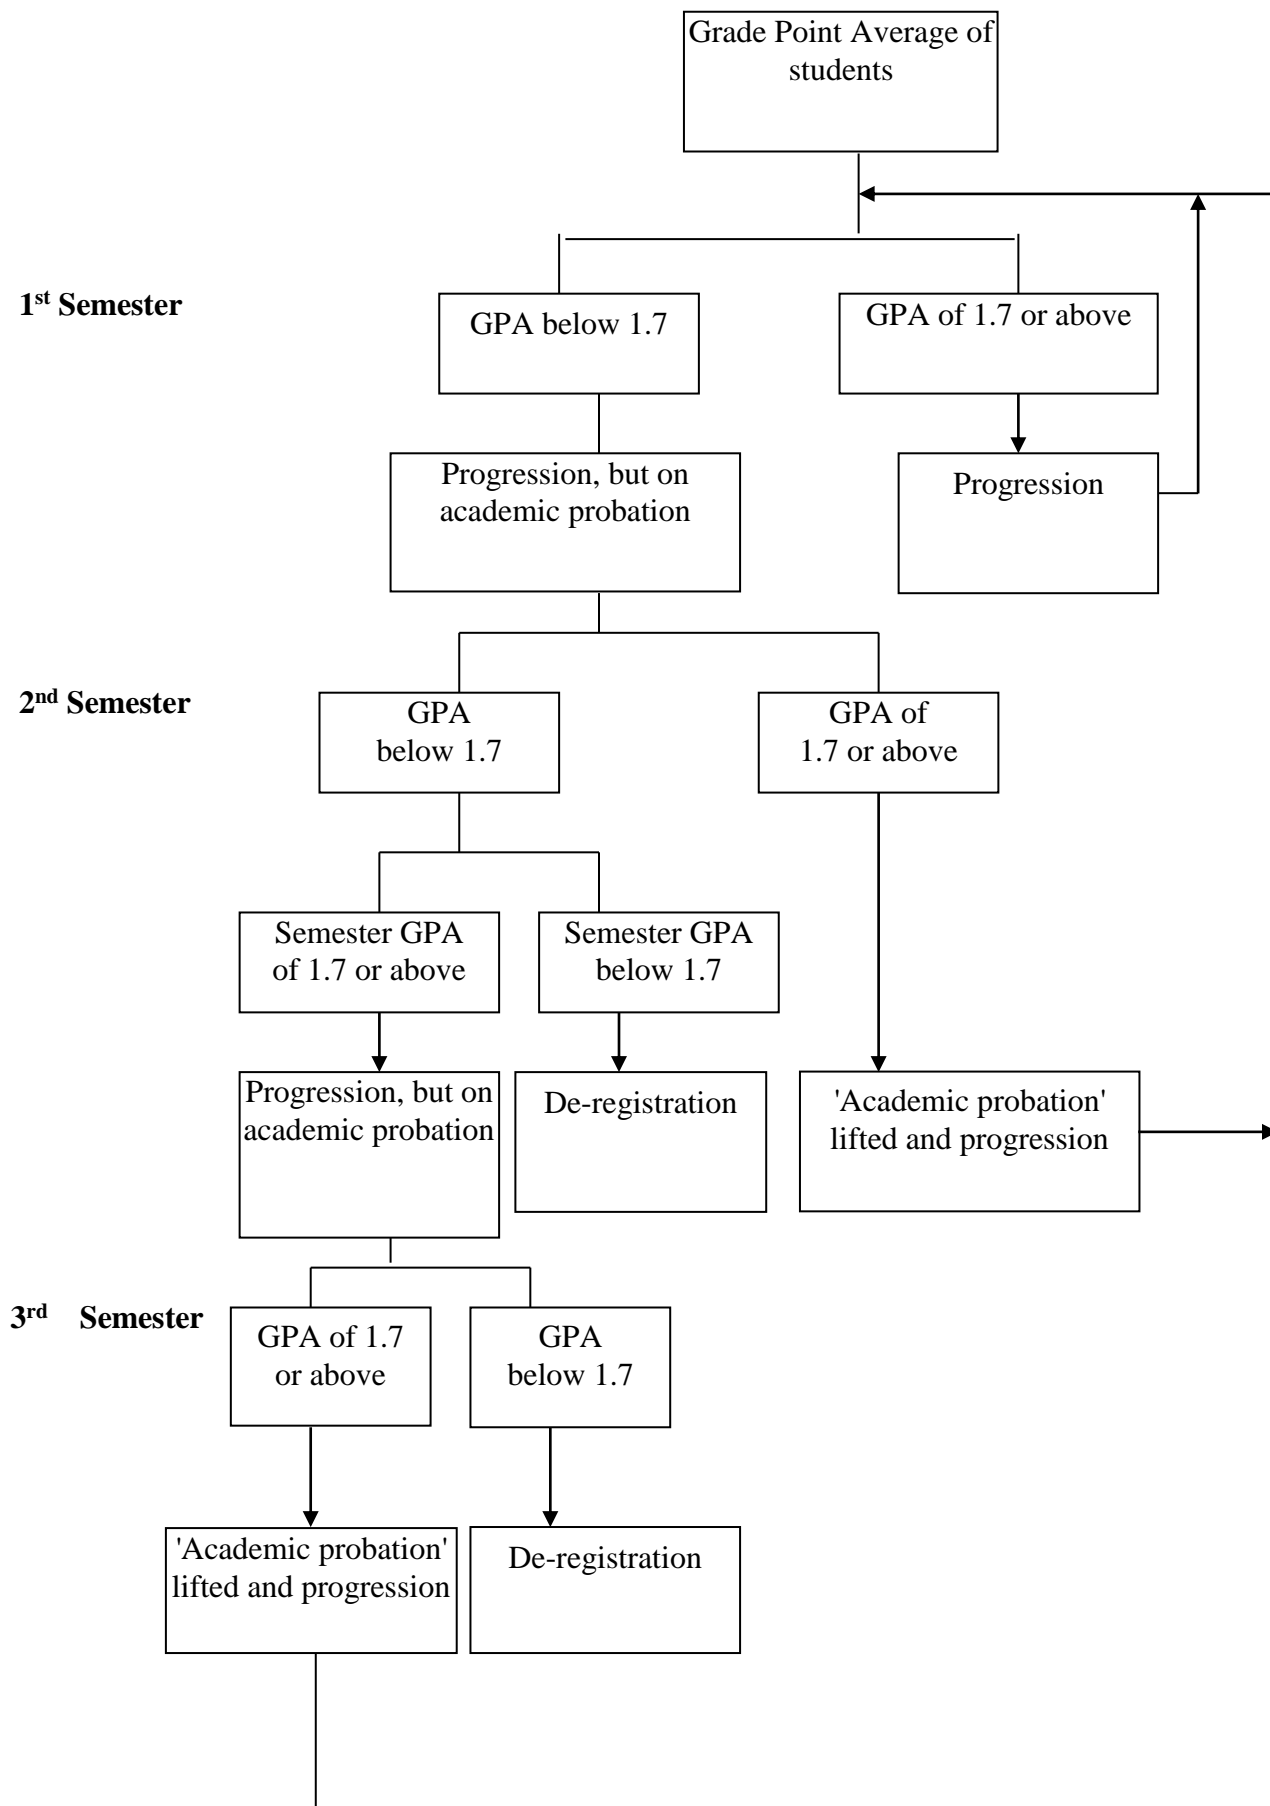 Grade Point Average of
students
1st Semester
GPA below 1.7
GPA of 1.7 or above
Progression, but on
academic probation
Progression
2nd Semester
GPA
below 1.7
GPA of
1.7 or above
Semester GPA
of 1.7 or above
Semester GPA
below 1.7
Progression, but on
academic probation
De-registration
'Academic probation'
lifted and progression
3rd Semester
GPA of 1.7
or above
GPA
below 1.7
'Academic probation'
lifted and progression
De-registration